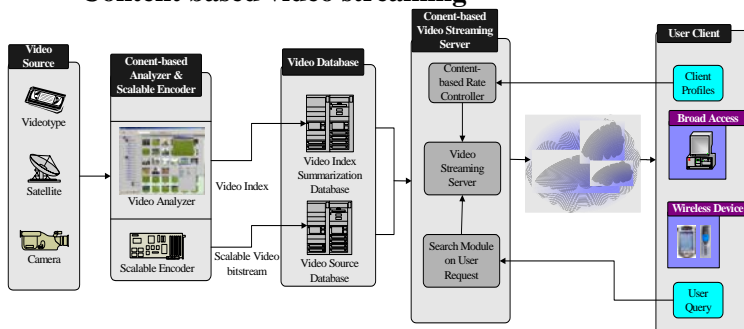 Content-based video streaming
Video
Source
Videotype
Satellite
Camera
Conent-based
Analyzer &
Scalable Encoder
Video Analyzer
Scalable Encoder
Video Index
Scalable Video
bitstream
Video Database
Video Index
Summarization
Database
Video Source
Database
Conent-based
Video Streaming
Server
Content-
based Rate
Controller
Video
Streaming
Server
Search Module
on User
Request
User Client
Client
Profiles
Broad Access
Wireless Device
User
Query